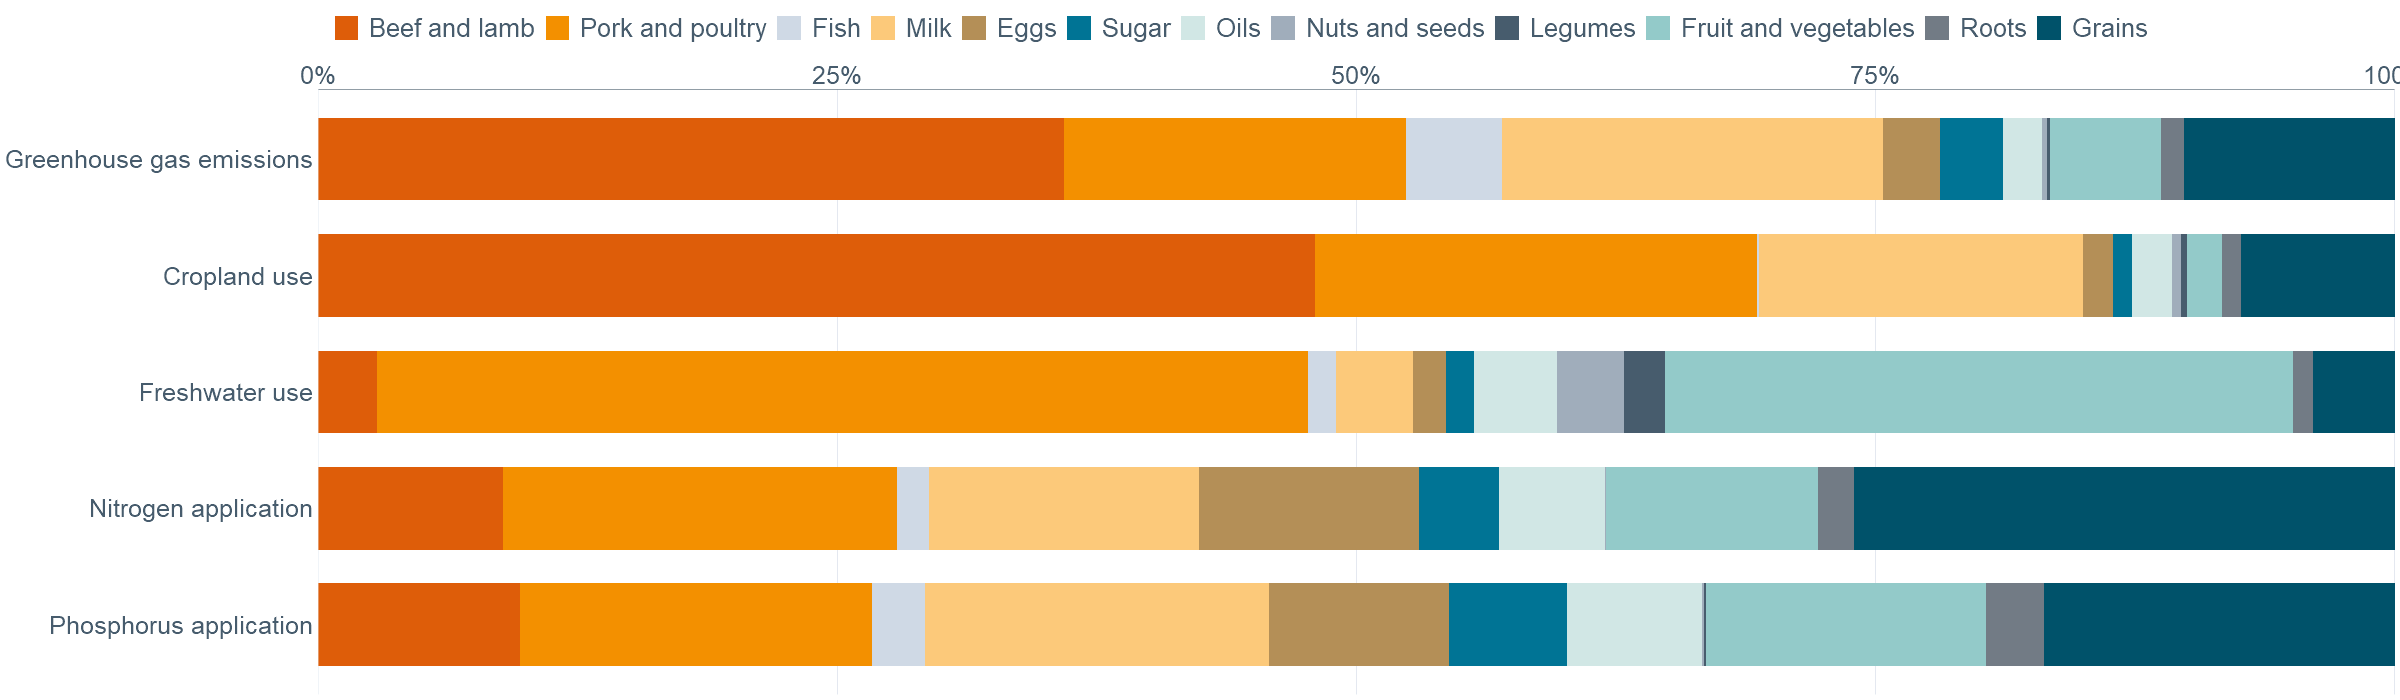 Beef and lamb Pork and poultry Fish Milk Eggs Sugar Oils Nuts and seeds Legumes Fruit and vegetables Roots Grains
0% 25% 50% 75% 100
Greenhouse gas emissions
Cropland use
Freshwater use
Nitrogen application
Phosphorus application